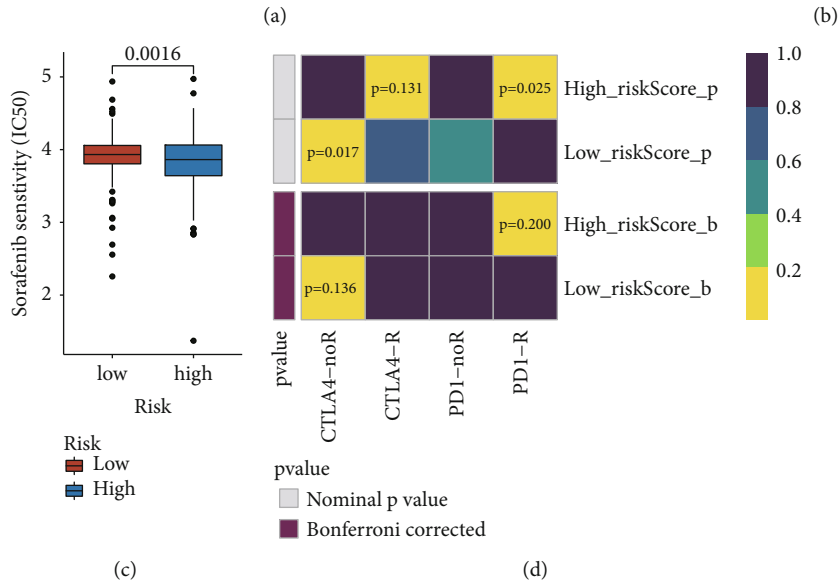 (a)
(b)
0.0016
Sorafenib senstivity (IC50)
5
4
3
2
low
high
Risk
Risk
Low
High
(c)
p=0.131
p=0.025
High_riskScore_p
p=0.017
Low_riskScore_p
p=0.200
High_riskScore_b
p=0.136
Low_riskScore_b
pvalue
CTLA4−noR
CTLA4−R
PD1−noR
PD1−R
1.0
0.8
0.6
0.4
0.2
pvalue
Nominal p value
Bonferroni corrected
(d)